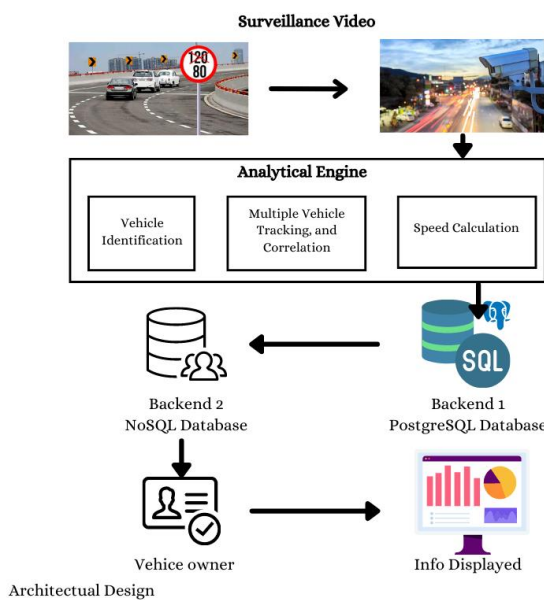 Surveillance Video
120
80
Analytical Engine
Vehicle
Identification
Multiple Vehicle
Tracking, and
Correlation
Speed Calculation
SQL
Backend 2
NoSQL Database
Backend 1
PostgreSQL Database
Vehice owner
Info Displayed
Architectual Design